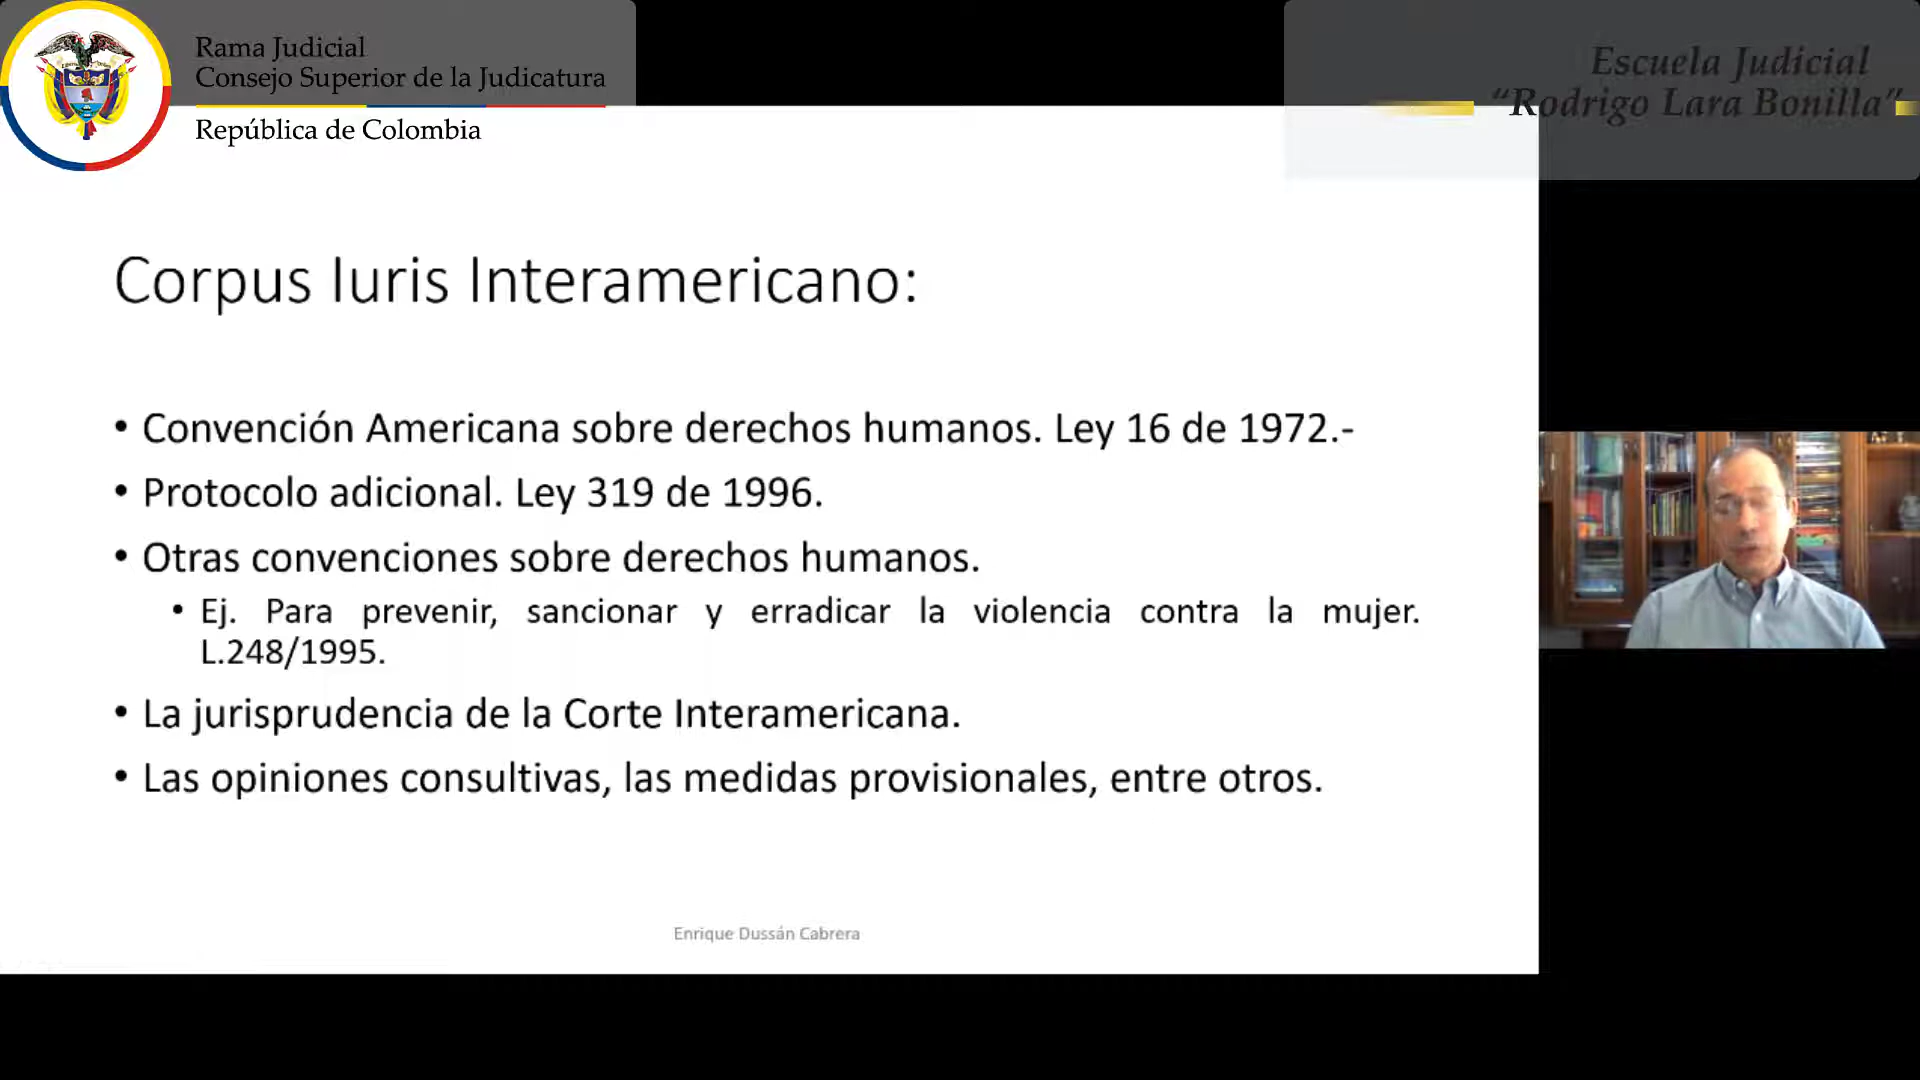 Rama Judicial
Consejo Superior de la Judicatura
República de Colombia
Escuela Judicial
“Rodrigo Lara Bonilla”
Corpus Iuris Interamericano:
• Convención Americana sobre derechos humanos. Ley 16 de 1972.-
• Protocolo adicional. Ley 319 de 1996.
• Otras convenciones sobre derechos humanos.
• Ej. Para prevenir, sancionar y erradicar la violencia contra la mujer.
L.248/1995.
• La jurisprudencia de la Corte Interamericana.
• Las opiniones consultivas, las medidas provisionales, entre otros.
Enrique Dussán Cabrera